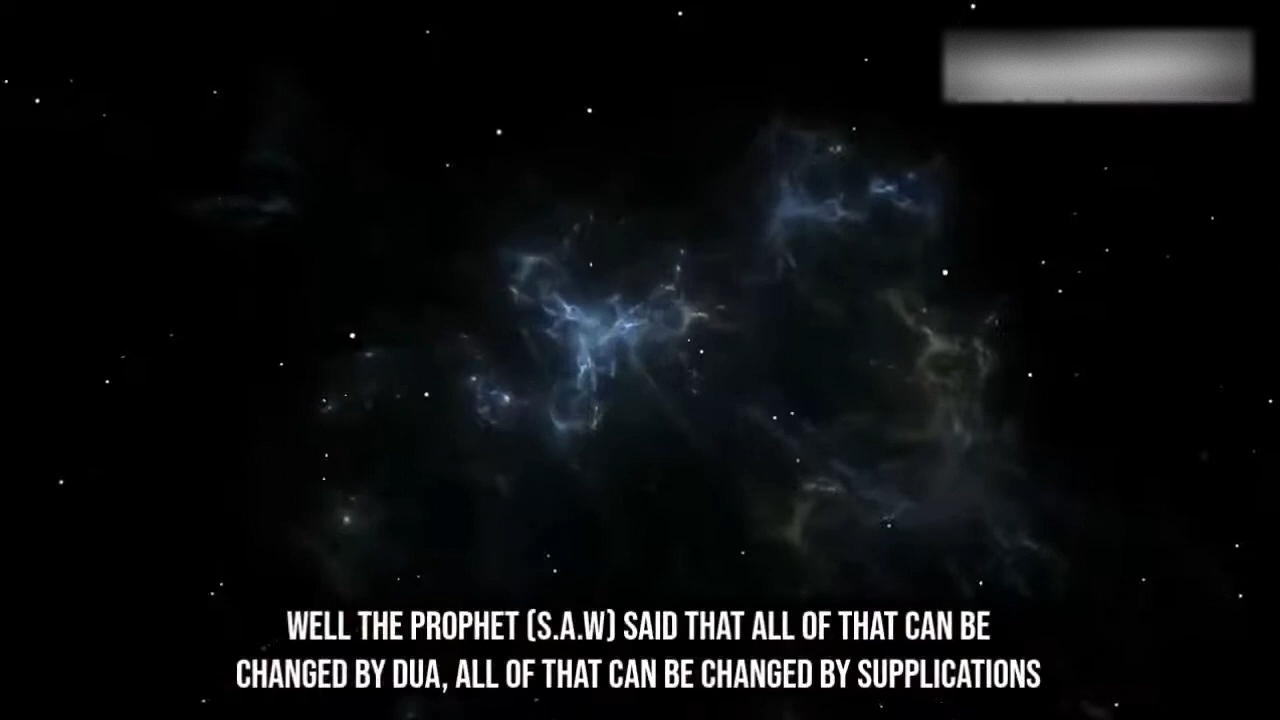 WELL THE PROPHET (S.A.W) SAID THAT ALL OF THAT CAN BE
CHANGED BY DUA, ALL OF THAT CAN BE CHANGED BY SUPPLICATIONS